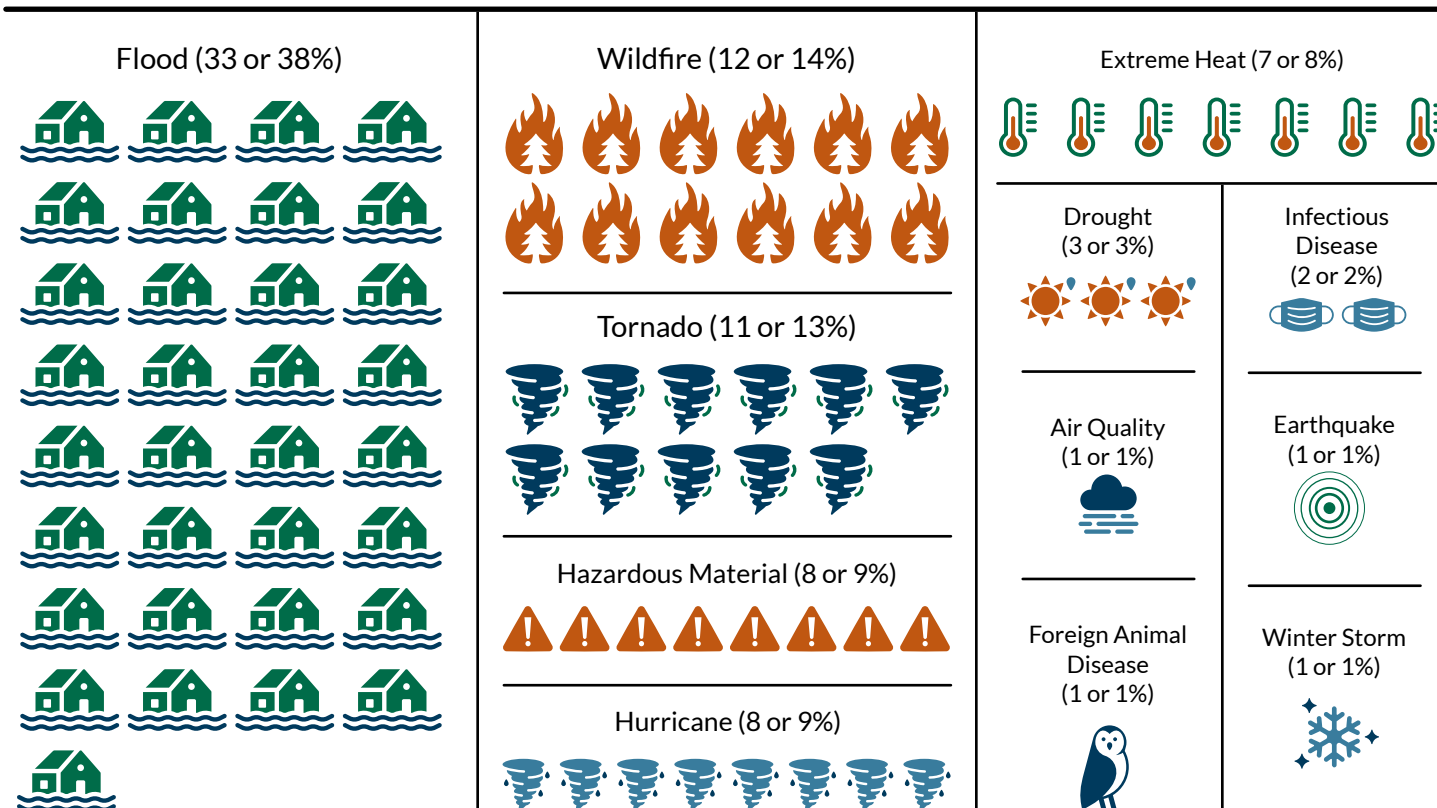 Flood (33 or 38%)
Wildfire (12 or 14%)
Tornado (11 or 13%)
Hazardous Material (8 or 9%)
Hurricane (8 or 9%)
Extreme Heat (7 or 8%)
Drought
(3 or 3%)
Infectious
Disease
(2 or 2%)
Air Quality
(1 or 1%)
Earthquake
(1 or 1%)
Foreign Animal
Disease
(1 or 1%)
Winter Storm
(1 or 1%)